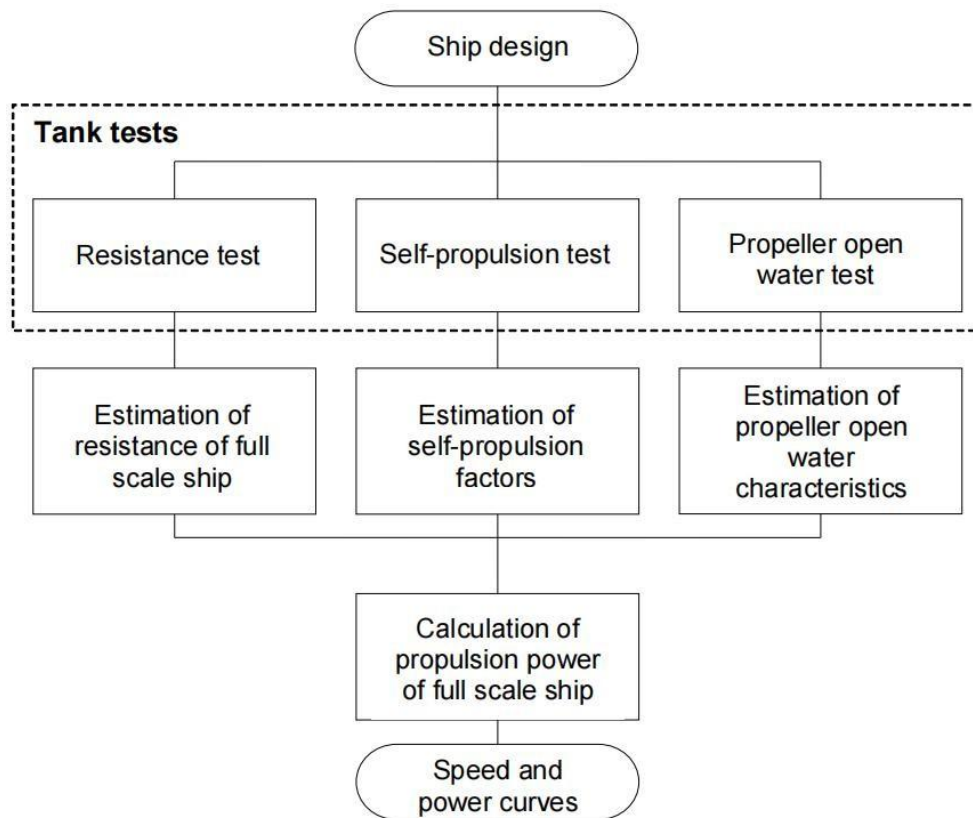 Ship design
Tank tests
Resistance test
Self-propulsion test
Propeller open
water test
Estimation of
resistance of full
scale ship
Estimation of
self-propulsion
factors
Estimation of
propeller open
water
characteristics
Calculation of
propulsion power
of full scale ship
Speed and
power curves